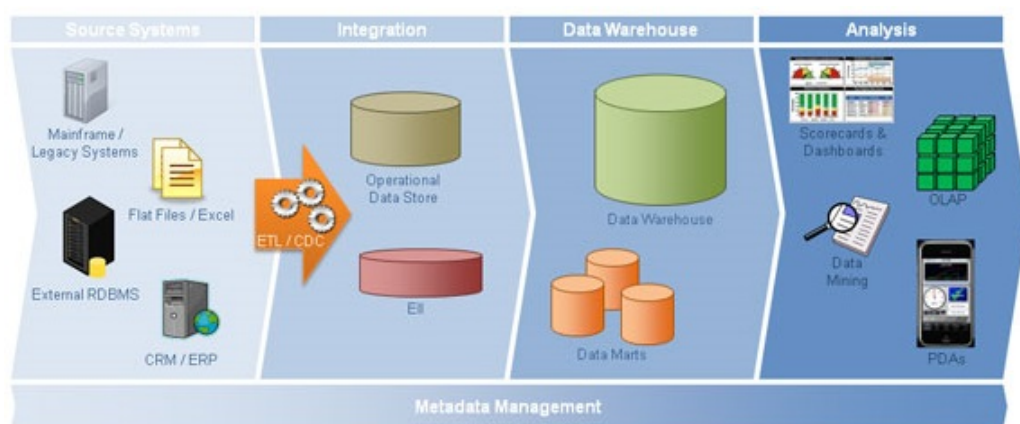 Source Systems
Integration
Data Warehouse
Analysis
Mainframe /
Legacy Systems
Flat Files / Excel
External RDBMS
CRM / ERP
ETL / CDC
Operational
Data Store
EII
Data Warehouse
Data Marts
Scorecards &
Dashboards
OLAP
Data
Mining
PDAs
Metadata Management